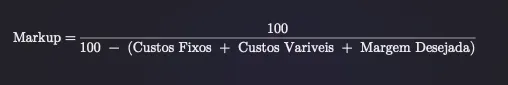 Markup = 100 / 100 − (Custos Fixos + Custos Variveis + Margem Desejada)